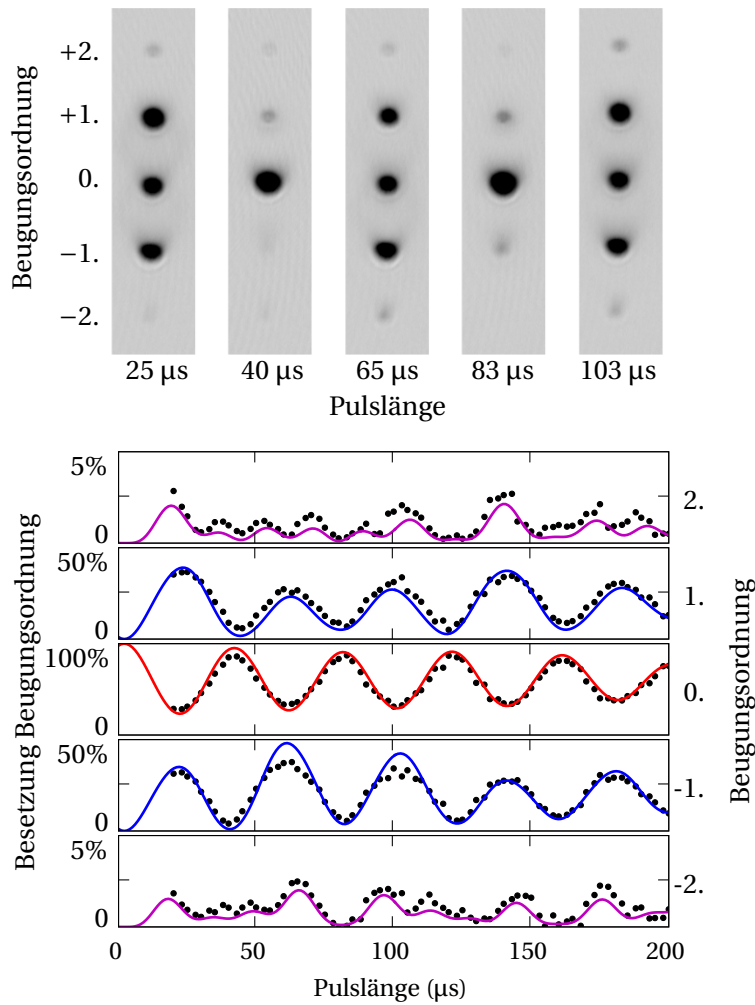 Beugungsordnung
+2.
+1.
0.
−1.
−2.
25 µs 40 µs 65 µs 83 µs 103 µs
Pulslänge
Besetzung Beugungsordnung
5%
0
50%
0
100%
0
50%
0
5%
0
2.
1.
0.
-1.
-2.
Beugungsordnung
0 50 100 150 200
Pulslänge (µs)